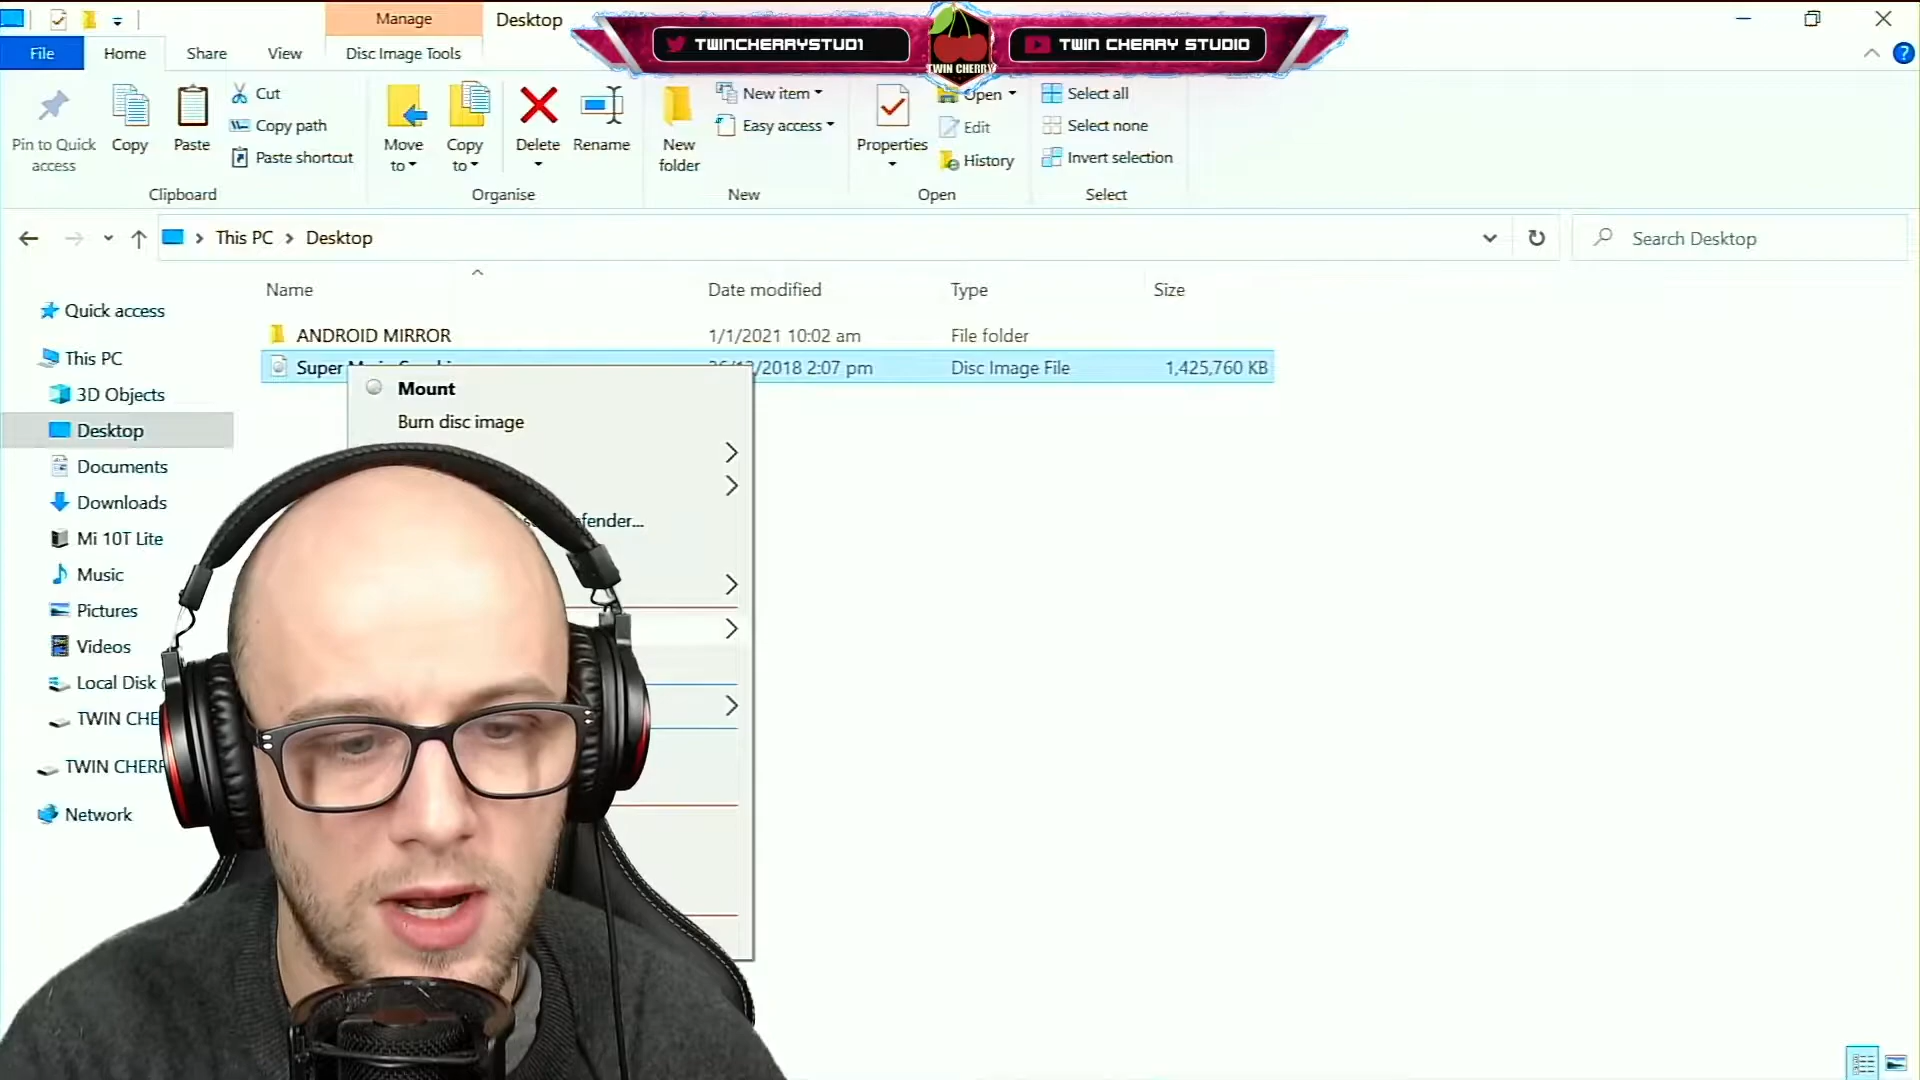 Manage
Desktop
TWINCHERRYSTUD1
TWIN CHERRY
TWIN CHERRY STUDIO
File
Home
Share
View
Disc Image Tools
Pin to Quick access
Copy
Paste
Cut
Copy path
Paste shortcut
Clipboard
Move to
Copy to
Delete
Rename
Organise
New folder
New item
Easy access
New
Properties
Open
Edit
History
Open
Select all
Select none
Invert selection
Select
This PC
Desktop
Search Desktop
Name
Date modified
Type
Size
Quick access
This PC
3D Objects
Desktop
Documents
Downloads
Mi 10T Lite
Music
Pictures
Videos
Local Disk (
TWIN CHE
TWIN CHERR
Network
ANDROID MIRROR
1/1/2021 10:02 am
File folder
Super
/2018 2:07 pm
Disc Image File
1,425,760 KB
Mount
Burn disc image
efender...